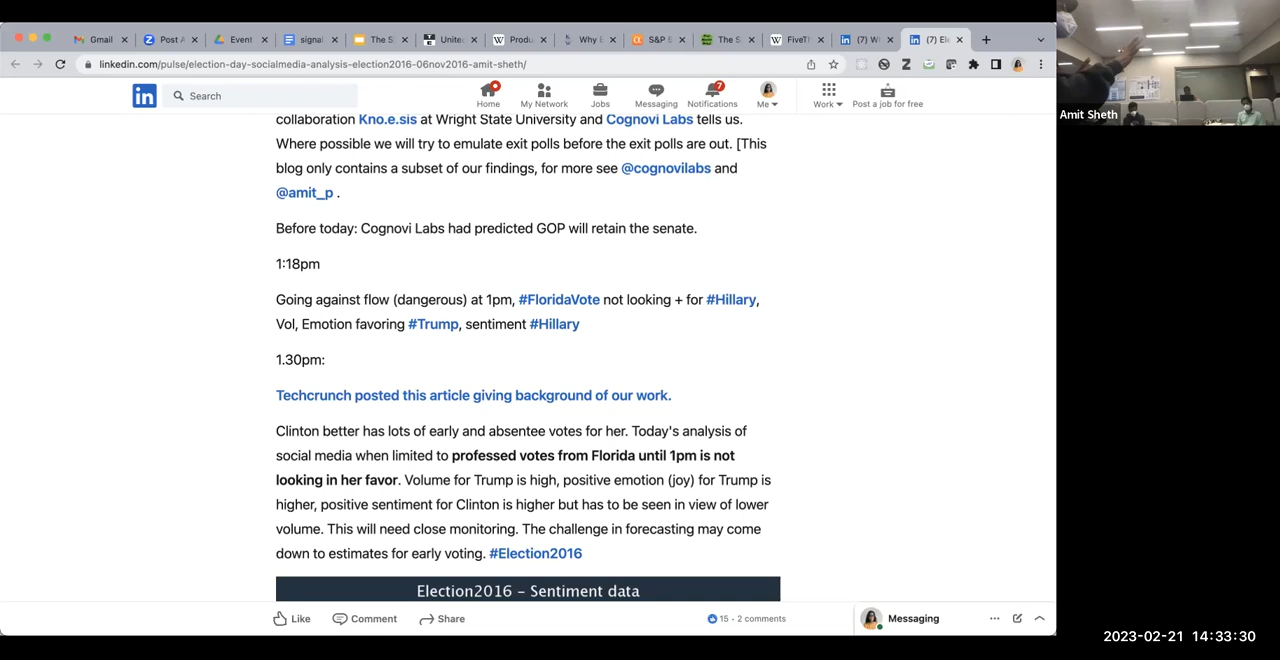 Gmail
Post A
Event
signal
The S
Unite
Produ
Why E
S&P E
The S
FiveTh
(7) W
(7) Ele
linkedin.com/pulse/election-day-socialmedia-analysis-election2016-06nov2016-amit-sheth/
in
Search
Home
My Network
Jobs
Messaging
7
Notifications
Me
Work
Post a job for free
collaboration Kno.e.sis at Wright State University and Cognovi Labs tells us.
Where possible we will try to emulate exit polls before the exit polls are out. [This
blog only contains a subset of our findings, for more see @cognovilabs and
@amit_p .
Before today: Cognovi Labs had predicted GOP will retain the senate.
1:18pm
Going against flow (dangerous) at 1pm, #FloridaVote not looking + for #Hillary,
Vol, Emotion favoring #Trump, sentiment #Hillary
1.30pm:
Techcrunch posted this article giving background of our work.
Clinton better has lots of early and absentee votes for her. Today's analysis of
social media when limited to professed votes from Florida until 1pm is not
looking in her favor. Volume for Trump is high, positive emotion (joy) for Trump is
higher, positive sentiment for Clinton is higher but has to be seen in view of lower
volume. This will need close monitoring. The challenge in forecasting may come
down to estimates for early voting. #Election2016
Election2016 – Sentiment data
Like
Comment
Share
15 · 2 comments
Messaging
Amit Sheth
2023-02-21 14:33:30